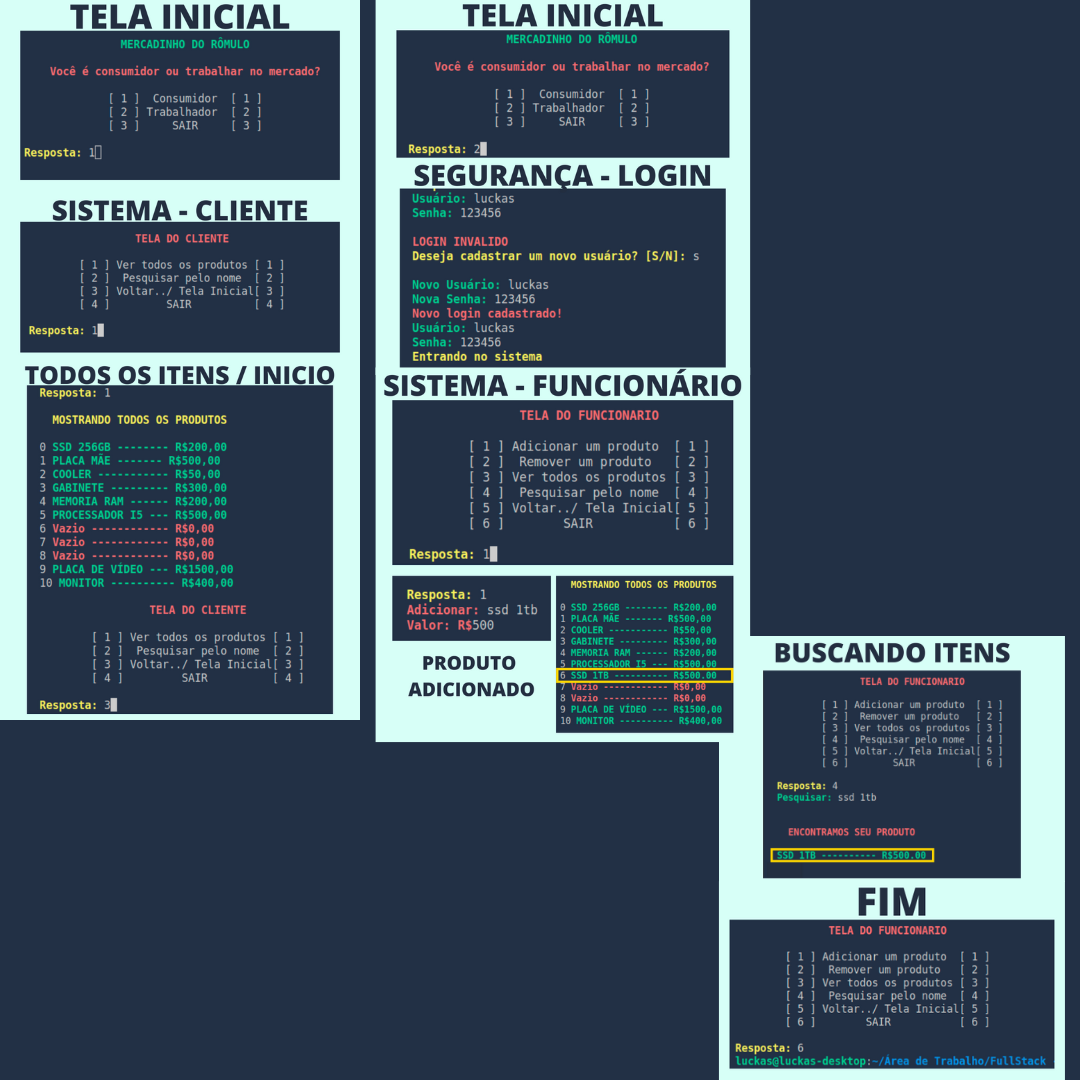 TELA INICIAL
MERCADINHO DO RÔMULO
Você é consumidor ou trabalhar no mercado?
[ 1 ] Consumidor [ 1 ]
[ 2 ] Trabalhador [ 2 ]
[ 3 ] SAIR [ 3 ]
Resposta: 1
SISTEMA - CLIENTE
TELA DO CLIENTE
[ 1 ] Ver todos os produtos [ 1 ]
[ 2 ] Pesquisar pelo nome [ 2 ]
[ 3 ] Voltar../ Tela Inicial[ 3 ]
[ 4 ] SAIR [ 4 ]
Resposta: 1
TODOS OS ITENS / INICIO
Resposta: 1
MOSTRANDO TODOS OS PRODUTOS
0 SSD 256GB -------- R$200,00
1 PLACA MÃE ------- R$500,00
2 COOLER ----------- R$50,00
3 GABINETE -------- R$300,00
4 MEMORIA RAM ------ R$200,00
5 PROCESSADOR I5 --- R$500,00
6 Vazio ------------ R$0,00
7 Vazio ------------ R$0,00
8 Vazio ------------ R$0,00
9 PLACA DE VÍDEO --- R$1500,00
10 MONITOR ---------- R$400,00
TELA DO CLIENTE
[ 1 ] Ver todos os produtos [ 1 ]
[ 2 ] Pesquisar pelo nome [ 2 ]
[ 3 ] Voltar../ Tela Inicial[ 3 ]
[ 4 ] SAIR [ 4 ]
Resposta: 3
TELA INICIAL
MERCADINHO DO RÔMULO
Você é consumidor ou trabalhar no mercado?
[ 1 ] Consumidor [ 1 ]
[ 2 ] Trabalhador [ 2 ]
[ 3 ] SAIR [ 3 ]
Resposta: 2
SEGURANÇA - LOGIN
Usuário: luckas
Senha: 123456
LOGIN INVALIDO
Deseja cadastrar um novo usuário? [S/N]: s
Novo Usuário: luckas
Nova Senha: 123456
Novo login cadastrado!
Usuário: luckas
Senha: 123456
Entrando no sistema
SISTEMA - FUNCIONÁRIO
TELA DO FUNCIONARIO
[ 1 ] Adicionar um produto [ 1 ]
[ 2 ] Remover um produto [ 2 ]
[ 3 ] Ver todos os produtos [ 3 ]
[ 4 ] Pesquisar pelo nome [ 4 ]
[ 5 ] Voltar../ Tela Inicial[ 5 ]
[ 6 ] SAIR [ 6 ]
Resposta: 1
Resposta: 1
Adicionar: ssd 1tb
Valor: R$500
PRODUTO
ADICIONADO
MOSTRANDO TODOS OS PRODUTOS
0 SSD 256GB -------- R$200,00
1 PLACA MÃE ------- R$500,00
2 COOLER ----------- R$50,00
3 GABINETE -------- R$300,00
4 MEMORIA RAM ------ R$200,00
5 PROCESSADOR I5 --- R$500,00
6 SSD 1TB ---------- R$500.00
7 Vazio ------------ R$0,00
8 Vazio ------------ R$0,00
9 PLACA DE VÍDEO --- R$1500,00
10 MONITOR ---------- R$400,00
BUSCANDO ITENS
TELA DO FUNCIONARIO
[ 1 ] Adicionar um produto [ 1 ]
[ 2 ] Remover um produto [ 2 ]
[ 3 ] Ver todos os produtos [ 3 ]
[ 4 ] Pesquisar pelo nome [ 4 ]
[ 5 ] Voltar../ Tela Inicial[ 5 ]
[ 6 ] SAIR [ 6 ]
Resposta: 4
Pesquisar: ssd 1tb
ENCONTRAMOS SEU PRODUTO
SSD 1TB ---------- R$500.00
FIM
TELA DO FUNCIONARIO
[ 1 ] Adicionar um produto [ 1 ]
[ 2 ] Remover um produto [ 2 ]
[ 3 ] Ver todos os produtos [ 3 ]
[ 4 ] Pesquisar pelo nome [ 4 ]
[ 5 ] Voltar../ Tela Inicial[ 5 ]
[ 6 ] SAIR [ 6 ]
Resposta: 6
luckas@luckas-desktop:~/Área de Trabalho/FullStack